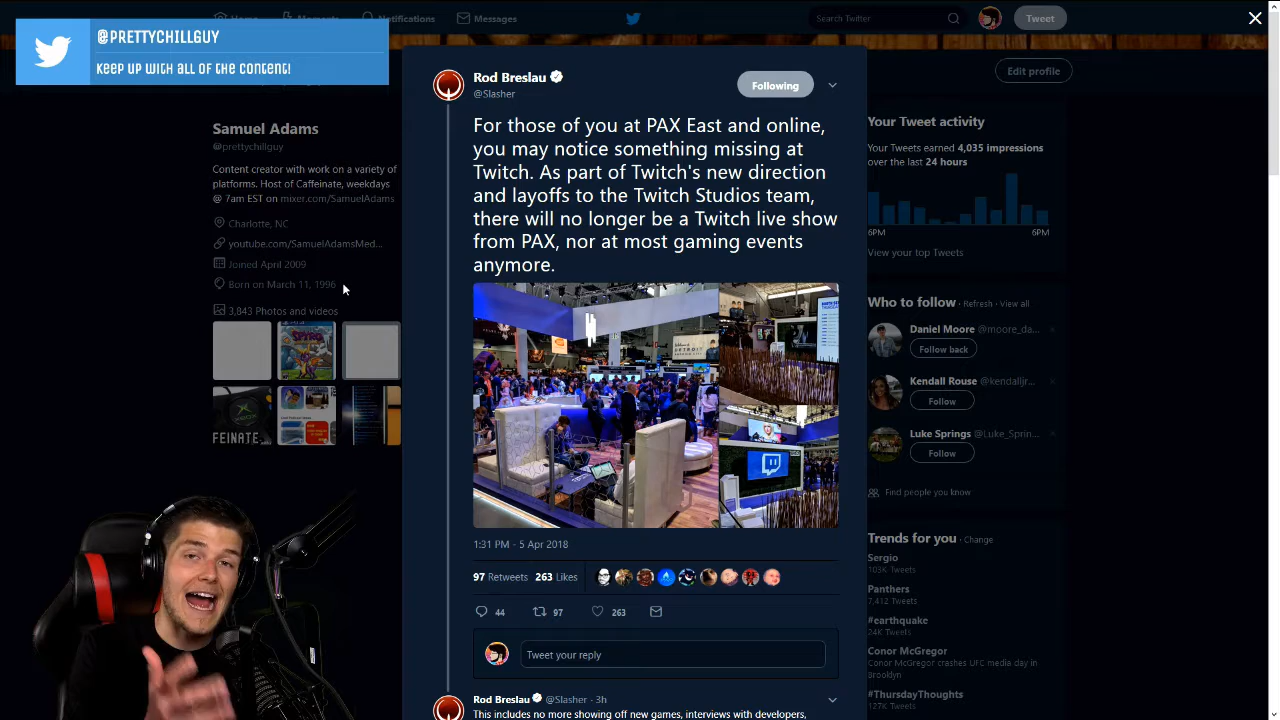 Home
Moments
Notifications
Messages
Search Twitter
Tweet
@PRETTYCHILLGUY
KEEP UP WITH ALL OF THE CONTENT!
Edit profile
Samuel Adams
@prettychillguy
Content creator with work on a variety of
platforms. Host of Caffeinate, weekdays
@ 7am EST on mixer.com/SamuelAdams
Charlotte, NC
youtube.com/SamuelAdamsMed...
Joined April 2009
Born on March 11, 1996
3,843 Photos and videos
FEINATE
Rod Breslau
@Slasher
Following
For those of you at PAX East and online,
you may notice something missing at
Twitch. As part of Twitch's new direction
and layoffs to the Twitch Studios team,
there will no longer be a Twitch live show
from PAX, nor at most gaming events
anymore.
1:31 PM - 5 Apr 2018
97 Retweets 263 Likes
44 97 263
Tweet your reply
Rod Breslau @Slasher · 3h
This includes no more showing off new games, interviews with developers,
Your Tweet activity
Your Tweets earned 4,035 impressions
over the last 24 hours
6PM 6PM
View your top Tweets
Who to follow · Refresh · View all
Daniel Moore @moore_da...
Follow back
Kendall Rouse @kendalljr...
Follow
Luke Springs @Luke_Sprin...
Follow
Find people you know
Trends for you · Change
Sergio
103K Tweets
Panthers
7,412 Tweets
#earthquake
24K Tweets
Conor McGregor
Conor McGregor crashes UFC media day in
Brooklyn
#ThursdayThoughts
127K Tweets